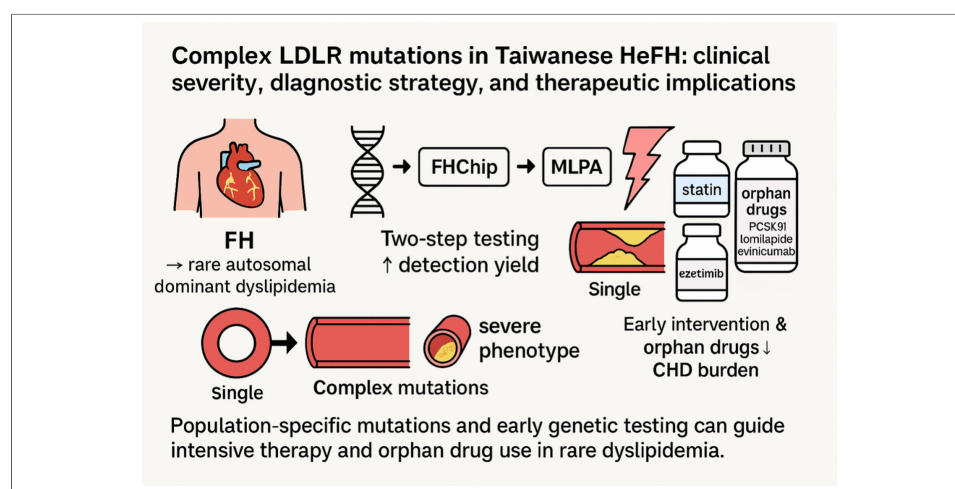 Complex LDLR mutations in Taiwanese HeFH: clinical
severity, diagnostic strategy, and therapeutic implications
FHChip
MLPA
statin
orphan
drugs
PCSK91
lomilapide
evinicumab
ezetimib
FH
→ rare autosomal
dominant dyslipidemia
Two-step testing
↑ detection yield
Single
Early intervention &
orphan drugs ↓
CHD burden
Single
Complex mutations
severe
phenotype
Population-specific mutations and early genetic testing can guide
intensive therapy and orphan drug use in rare dyslipidemia.